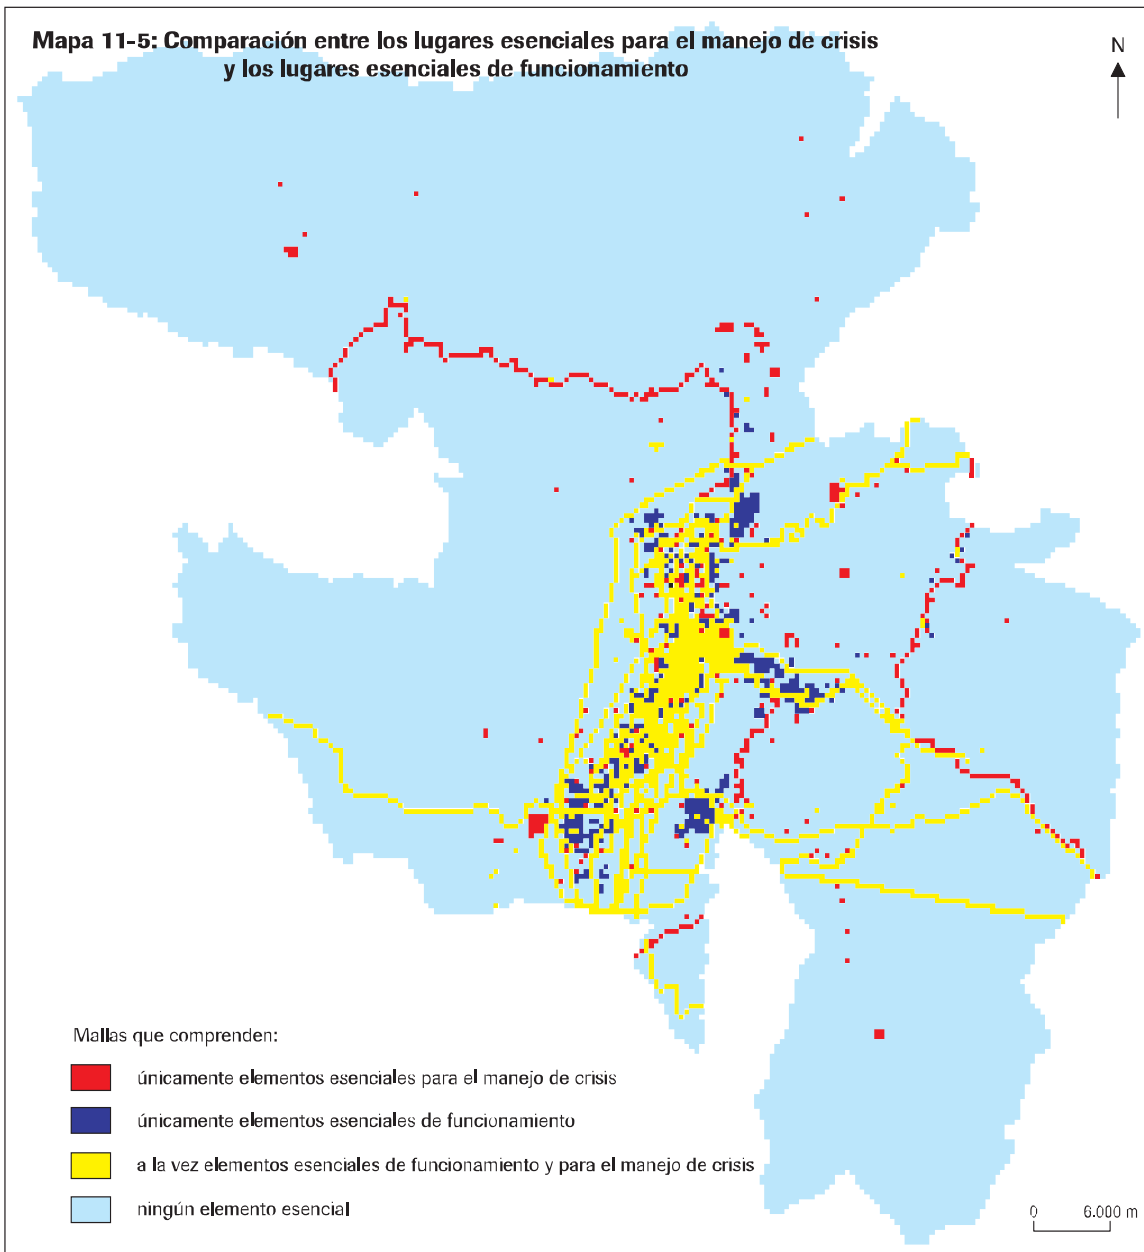 Mapa 11-5: Comparación entre los lugares esenciales para el manejo de crisis
y los lugares esenciales de funcionamiento
N
Mallas que comprenden:
únicamente elementos esenciales para el manejo de crisis
únicamente elementos esenciales de funcionamiento
a la vez elementos esenciales de funcionamiento y para el manejo de crisis
ningún elemento esencial
0 6.000 m